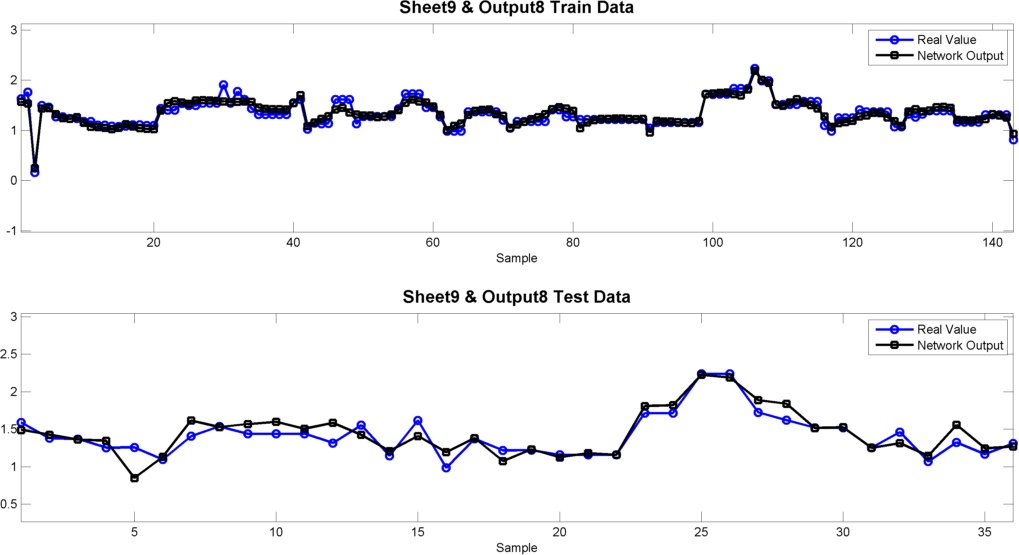 Sheet9 & Output8 Train Data
3
2
1
0
-1
Real Value
Network Output
20 40 60 80 100 120 140
Sample
Sheet9 & Output8 Test Data
3
2.5
2
1.5
1
0.5
Real Value
Network Output
5 10 15 20 25 30 35
Sample